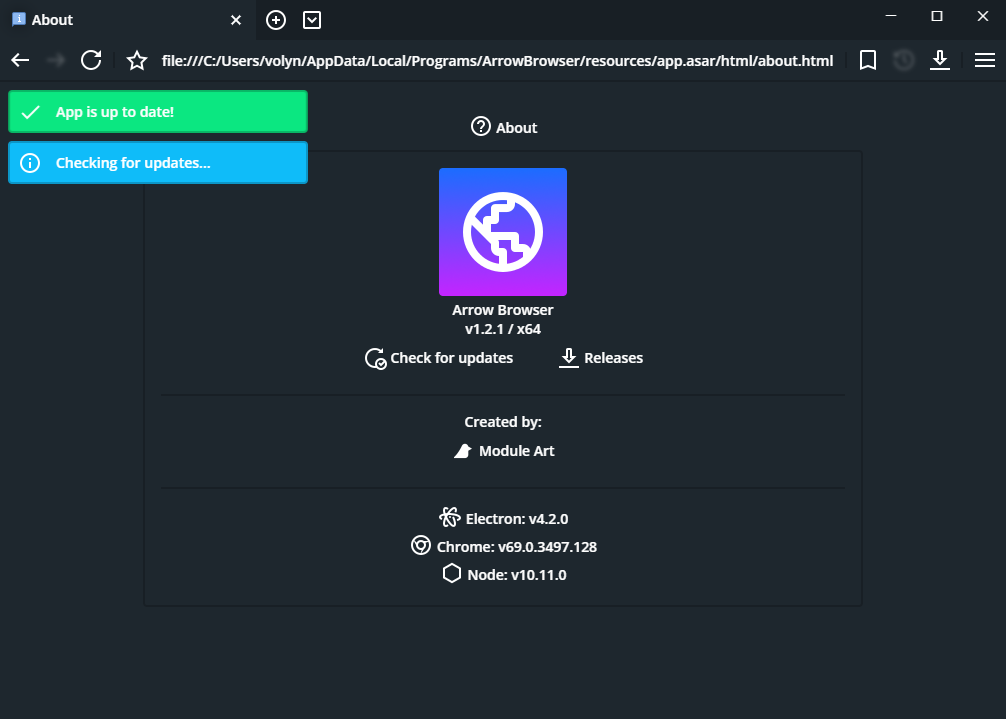 About
file:///C:/Users/volyn/AppData/Local/Programs/ArrowBrowser/resources/app.asar/html/about.html
App is up to date!
Checking for updates...
About
Arrow Browser
v1.2.1 / x64
Check for updates
Releases
Created by:
Module Art
Electron: v4.2.0
Chrome: v69.0.3497.128
Node: v10.11.0